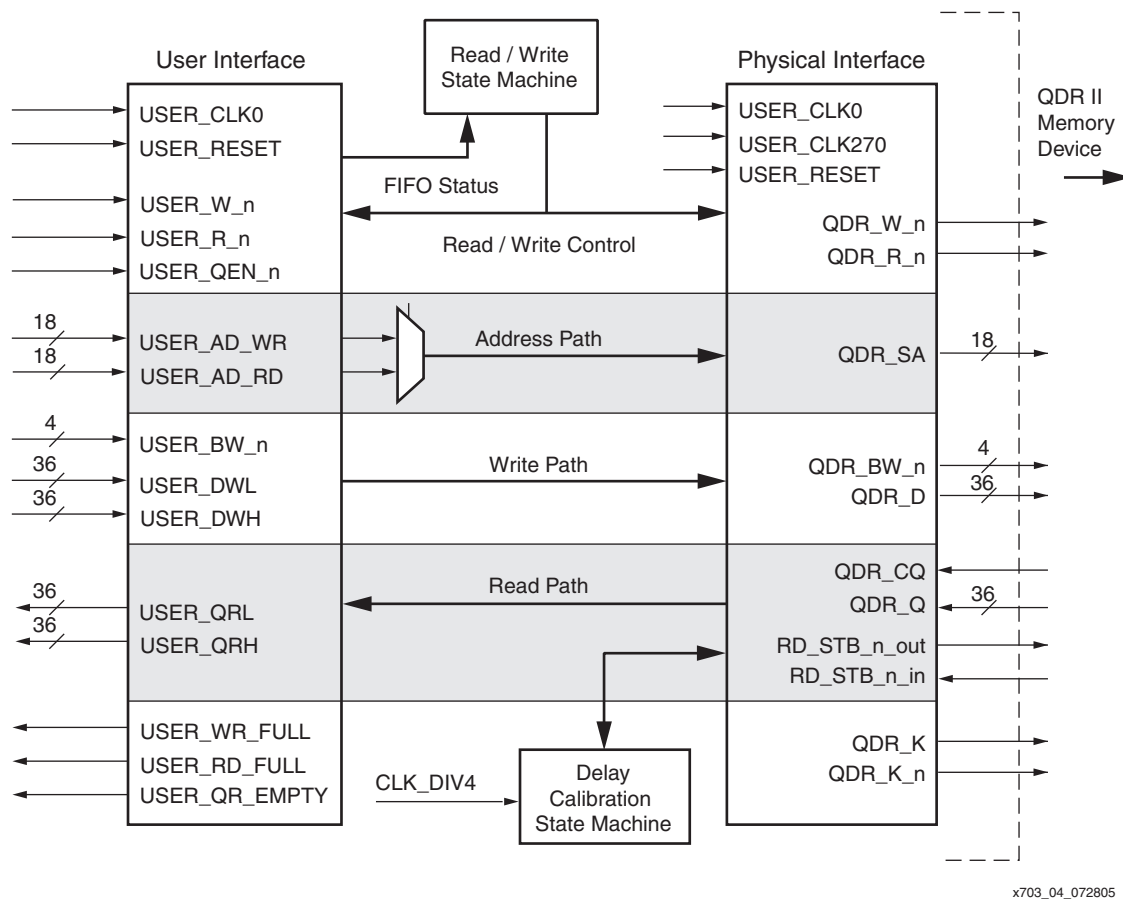 User Interface
Read / Write
State Machine
Physical Interface
QDR II
Memory
Device
USER_CLK0
USER_RESET
USER_W_n
USER_R_n
USER_QEN_n
FIFO Status
Read / Write Control
USER_CLK0
USER_CLK270
USER_RESET
QDR_W_n
QDR_R_n
18
USER_AD_WR
18
USER_AD_RD
Address Path
QDR_SA
18
4
USER_BW_n
36
USER_DWL
36
USER_DWH
Write Path
QDR_BW_n
4
QDR_D
36
36
USER_QRL
36
USER_QRH
Read Path
QDR_CQ
QDR_Q
36
RD_STB_n_out
RD_STB_n_in
USER_WR_FULL
USER_RD_FULL
USER_QR_EMPTY
CLK_DIV4
Delay
Calibration
State Machine
QDR_K
QDR_K_n
x703_04_072805